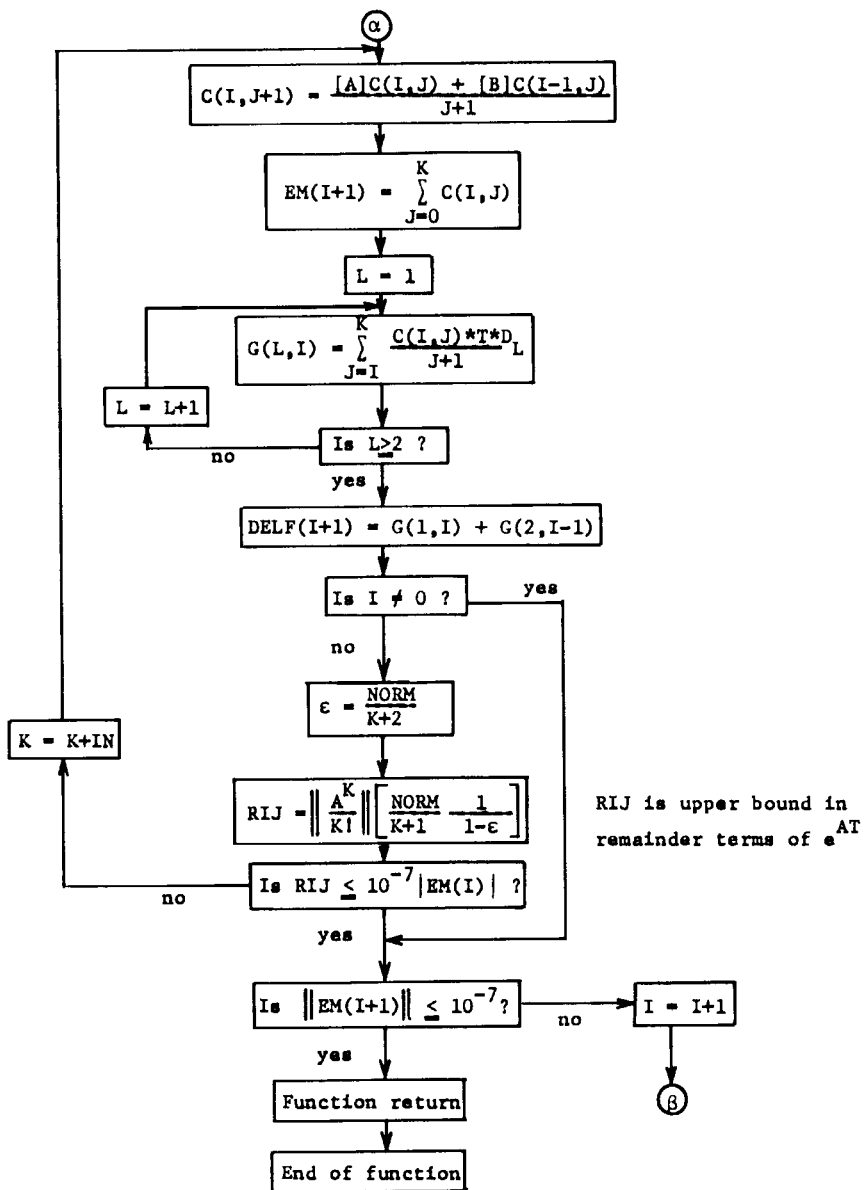 α
C(I,J+1) = [A]C(I,J) + [B]C(I-1,J) / J+1
EM(I+1) = K Σ J=0 C(I,J)
L = 1
G(L,I) = K Σ J=I C(I,J)*T*D_L / J+1
L = L+1
Is L≥2 ?
no
yes
DELF(I+1) = G(1,I) + G(2,I-1)
Is I ≠ 0 ?
yes
no
ε = NORM / K+2
K = K+IN
RIJ = ‖A^K / K!‖ [NORM / K+1 1 / 1-ε]
RIJ is upper bound in
remainder terms of e^AT
Is RIJ ≤ 10^-7 |EM(I)| ?
no
yes
Is ‖EM(I+1)‖ ≤ 10^-7?
no
I = I+1
yes
Function return
β
End of function